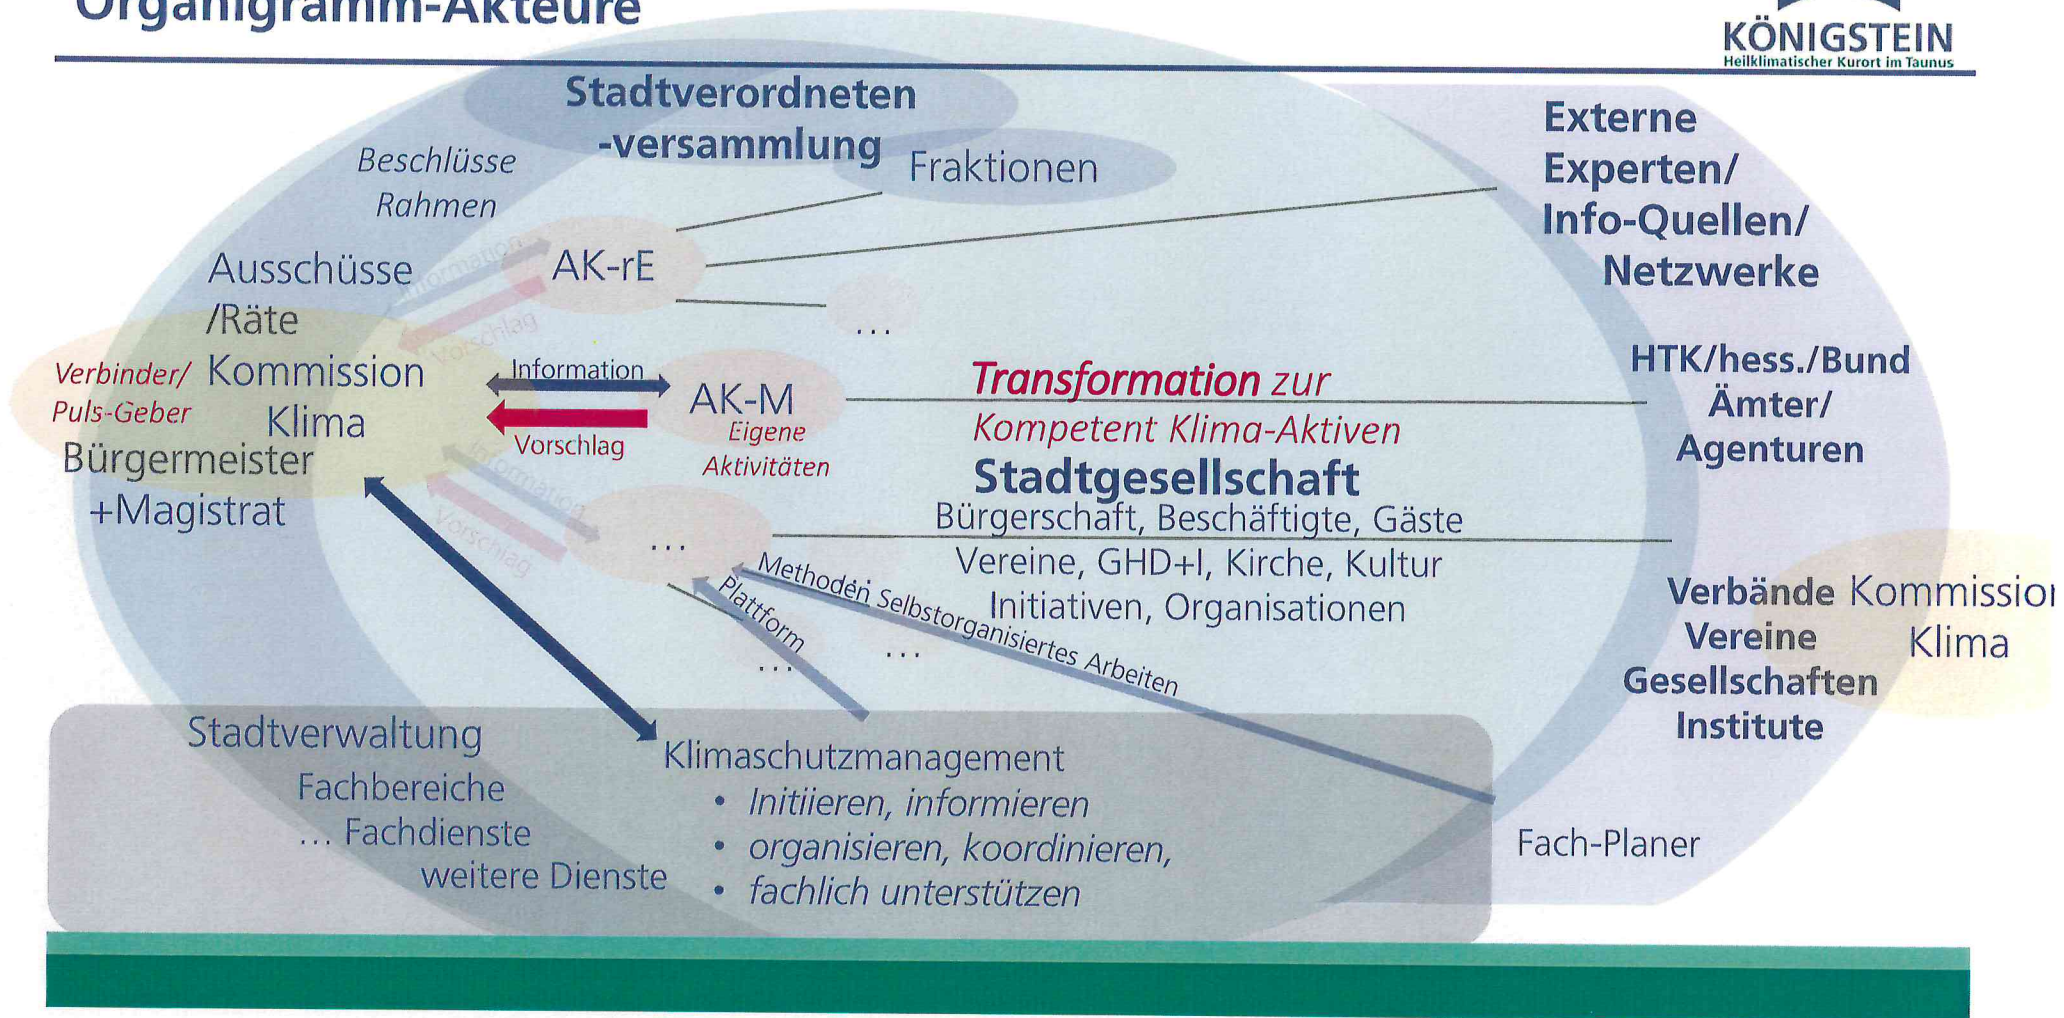 Organigramm-Akteure
KÖNIGSTEIN
Heilklimatischer Kurort im Taunus
Stadtverordneten
-versammlung
Fraktionen
Beschlüsse
Rahmen
Ausschüsse
/Räte
Kommission
Klima
Verbinder/
Puls-Geber
Bürgermeister
+Magistrat
Information
Vorschlag
AK-rE
...
Information
Vorschlag
AK-M
Eigene
Aktivitäten
Information
Vorschlag
...
Transformation zur
Kompetent Klima-Aktiven
Stadtgesellschaft
Bürgerschaft, Beschäftigte, Gäste
Vereine, GHD+I, Kirche, Kultur
Initiativen, Organisationen
Methoden Selbstorganisiertes Arbeiten
Plattform
...
...
Externe
Experten/
Info-Quellen/
Netzwerke
HTK/hess./Bund
Ämter/
Agenturen
Verbände
Vereine
Gesellschaften
Institute
Kommission
Klima
Fach-Planer
Stadtverwaltung
Fachbereiche
... Fachdienste
weitere Dienste
Klimaschutzmanagement
• Initiieren, informieren
• organisieren, koordinieren,
• fachlich unterstützen